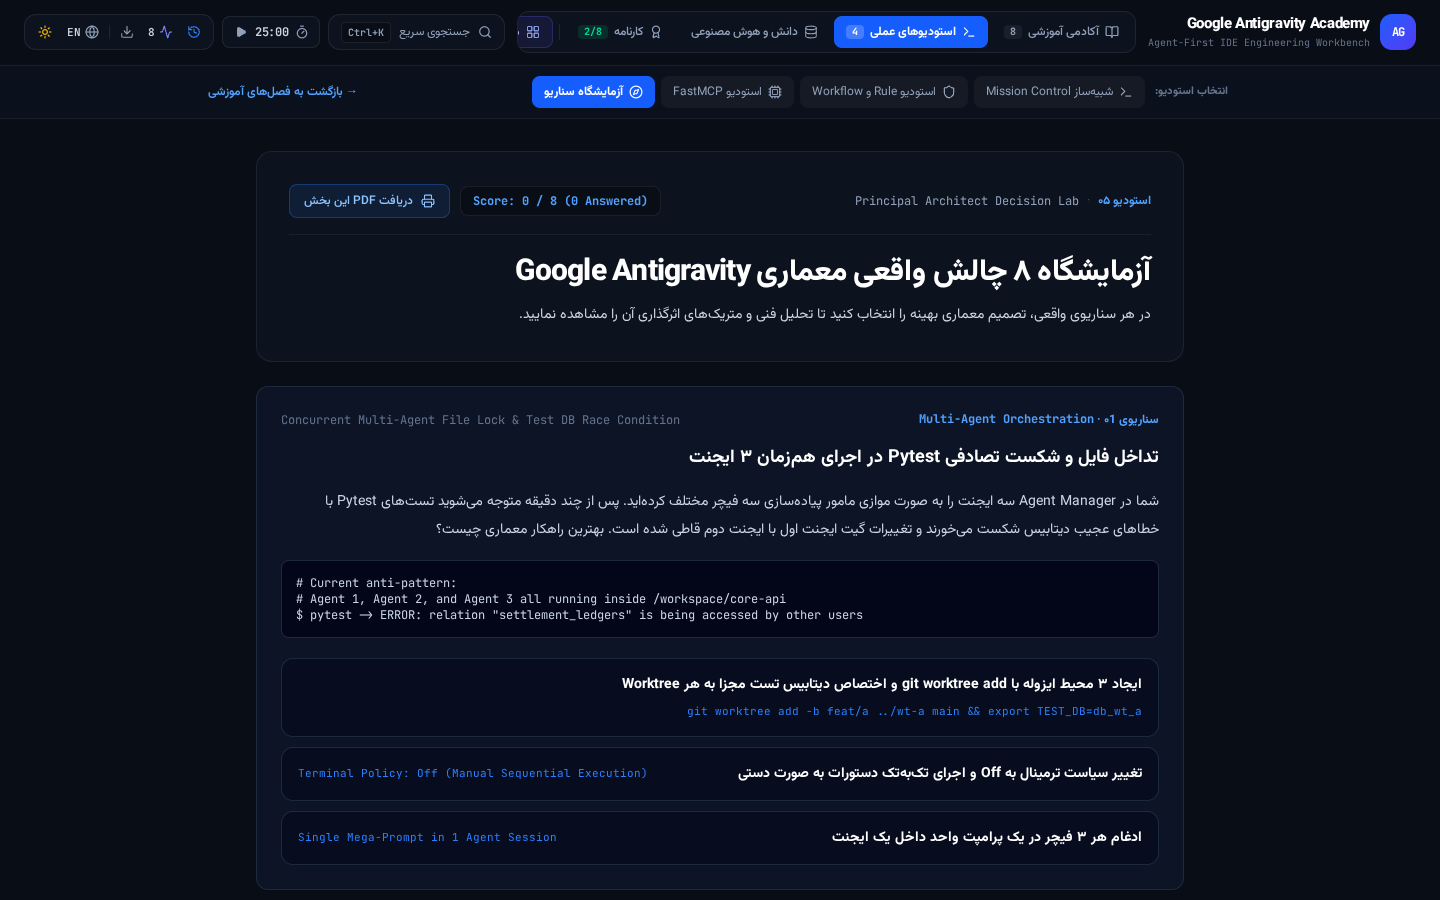 AG
Google Antigravity Academy
Agent-First IDE Engineering Workbench
آکادمی آموزشی 8
استودیوهای عملی 4
دانش و هوش مصنوعی
کارنامه 2/8
جستجوی سریع Ctrl+K
25:00
8
EN
انتخاب استودیو:
شبیه‌ساز Mission Control
استودیو Rule و Workflow
استودیو FastMCP
آزمایشگاه سناریو
بازگشت به فصل‌های آموزشی →
استودیو ۰۵ · Principal Architect Decision Lab
Score: 0 / 8 (0 Answered)
دریافت PDF این بخش
آزمایشگاه ۸ چالش واقعی معماری Google Antigravity
در هر سناریوی واقعی، تصمیم معماری بهینه را انتخاب کنید تا تحلیل فنی و متریک‌های اثرگذاری آن را مشاهده نمایید.
سناریوی ۰1 · Multi-Agent Orchestration
Concurrent Multi-Agent File Lock & Test DB Race Condition
تداخل فایل و شکست تصادفی Pytest در اجرای هم‌زمان ۳ ایجنت
شما در Agent Manager سه ایجنت را به صورت موازی مامور پیاده‌سازی سه فیچر مختلف کرده‌اید. پس از چند دقیقه متوجه می‌شوید تست‌های Pytest با
خطاهای عجیب دیتابیس شکست می‌خورند و تغییرات گیت ایجنت اول با ایجنت دوم قاطی شده است. بهترین راهکار معماری چیست؟
# Current anti-pattern:
# Agent 1, Agent 2, and Agent 3 all running inside /workspace/core-api
$ pytest -> ERROR: relation "settlement_ledgers" is being accessed by other users
ایجاد ۳ محیط ایزوله با git worktree add و اختصاص دیتابیس تست مجزا به هر Worktree
git worktree add -b feat/a ../wt-a main && export TEST_DB=db_wt_a
تغییر سیاست ترمینال به Off و اجرای تک‌به‌تک دستورات به صورت دستی
Terminal Policy: Off (Manual Sequential Execution)
ادغام هر ۳ فیچر در یک پرامپت واحد داخل یک ایجنت
Single Mega-Prompt in 1 Agent Session